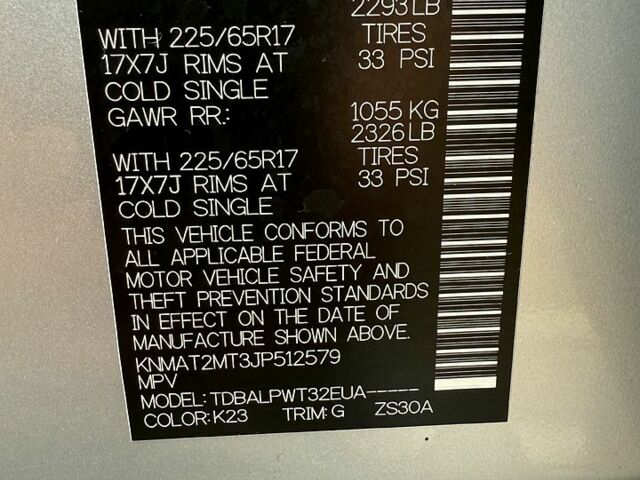 2293 LB
WITH 225/65R17 TIRES
17X7J RIMS AT 33 PSI
COLD SINGLE
GAWR RR: 1055 KG
2326 LB
WITH 225/65R17 TIRES
17X7J RIMS AT 33 PSI
COLD SINGLE
THIS VEHICLE CONFORMS TO
ALL APPLICABLE FEDERAL
MOTOR VEHICLE SAFETY AND
THEFT PREVENTION STANDARDS
IN EFFECT ON THE DATE OF
MANUFACTURE SHOWN ABOVE.
KNMAT2MT3JP512579
MPV
MODEL: TDBALPWT32EUA-----
COLOR: K23 TRIM: G ZS30A